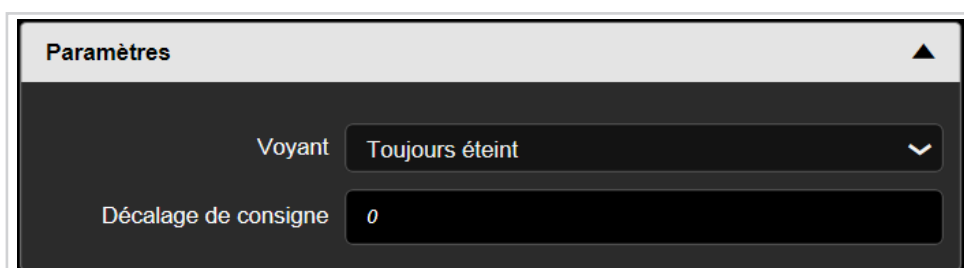 Paramètres
Voyant Toujours éteint
Décalage de consigne 0